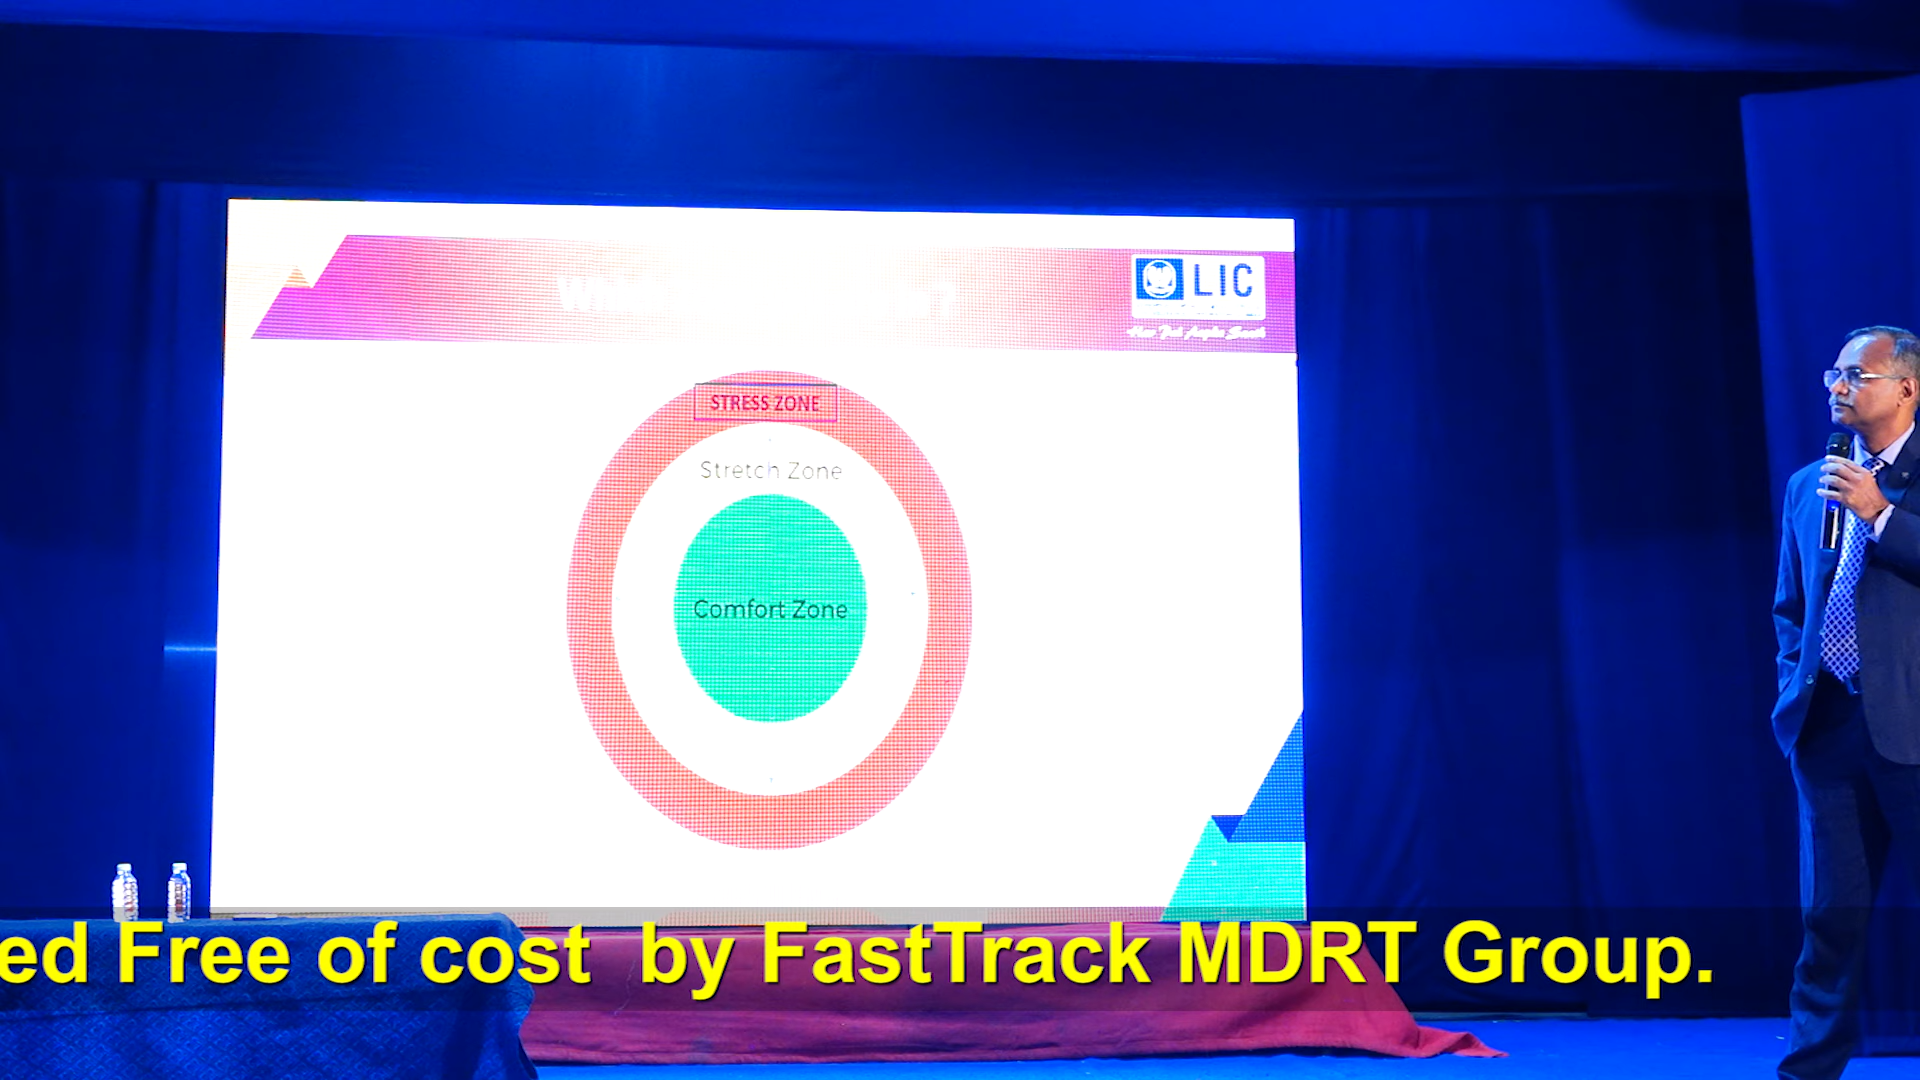 LIC
STRESS ZONE
Stretch Zone
Comfort Zone
ed Free of cost by FastTrack MDRT Group.